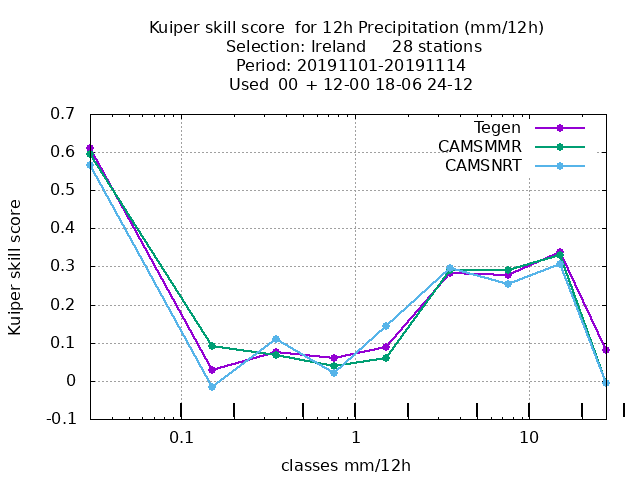 Kuiper skill score  for 12h Precipitation (mm/12h)
Selection: Ireland     28 stations
Period: 20191101-20191114
Used  00 + 12-00 18-06 24-12
0.7
0.6
0.5
0.4
0.3
0.2
0.1
0
-0.1
Kuiper skill score
Tegen
CAMSMMR
CAMSNRT
0.1
1
10
classes mm/12h